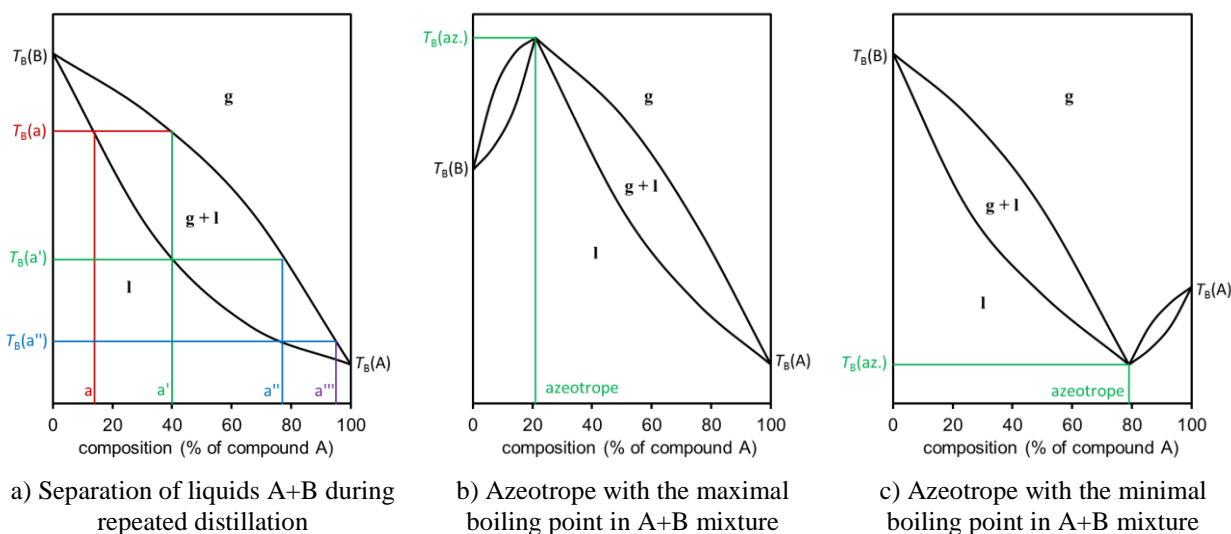 T_B(B)
T_B(a)
T_B(a')
T_B(a'')
g
g + l
l
T_B(A)
a
a'
a''
a'''
0 20 40 60 80 100
composition (% of compound A)
a) Separation of liquids A+B during
repeated distillation
T_B(az.)
T_B(B)
g
g + l
l
T_B(A)
azeotrope
0 20 40 60 80 100
composition (% of compound A)
b) Azeotrope with the maximal
boiling point in A+B mixture
T_B(B)
g
g + l
l
T_B(A)
T_B(az.)
azeotrope
0 20 40 60 80 100
composition (% of compound A)
c) Azeotrope with the minimal
boiling point in A+B mixture